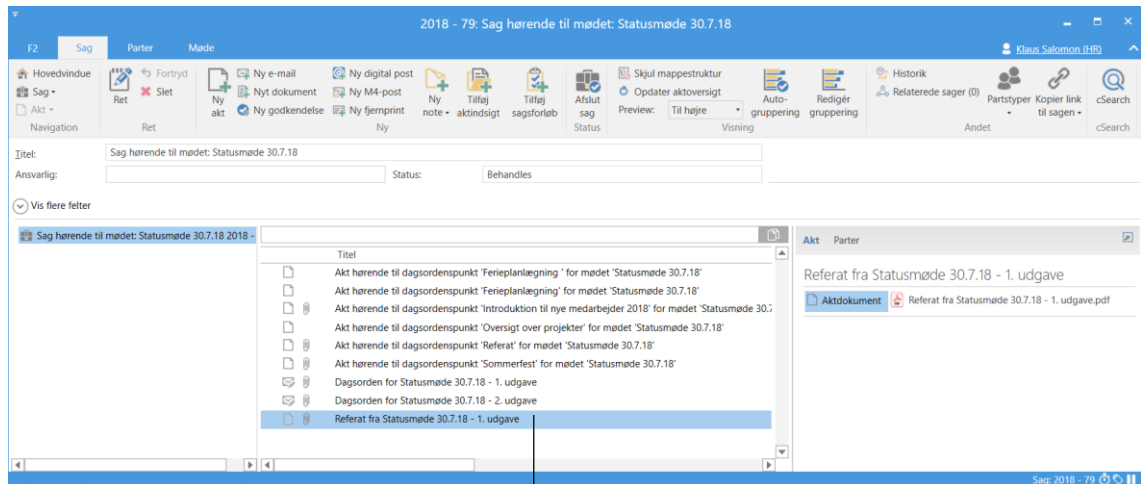 2018 - 79: Sag hørende til mødet: Statusmøde 30.7.18
F2 Sag Parter Møde Klaus Salomon (HR)
Hovedvindue
Sag
Akt
Navigation
Ret
Fortryd
Slet
Ret
Ny akt
Ny e-mail
Nyt dokument
Ny godkendelse
Ny digital post
Ny M4-post
Ny fjernprint
Ny note
Tilføj aktindsigt
Tilføj sagsforløb
Ny
Afslut sag
Status
Skjul mappestruktur
Opdater aktoversigt
Preview: Til højre
Auto-gruppering
Redigér gruppering
Visning
Historik
Relaterede sager (0)
Partstyper
Kopier link til sagen
Andet
cSearch
cSearch
Titel: Sag hørende til mødet: Statusmøde 30.7.18
Ansvarlig: Status: Behandles
Vis flere felter
Sag hørende til mødet: Statusmøde 30.7.18 2018 -
Titel
Akt hørende til dagsordenspunkt 'Ferieplanlægning ' for mødet 'Statusmøde 30.7.18'
Akt hørende til dagsordenspunkt 'Ferieplanlægning' for mødet 'Statusmøde 30.7.18'
Akt hørende til dagsordenspunkt 'Introduktion til nye medarbejder 2018' for mødet 'Statusmøde 30.7
Akt hørende til dagsordenspunkt 'Oversigt over projekter' for mødet 'Statusmøde 30.7.18'
Akt hørende til dagsordenspunkt 'Referat' for mødet 'Statusmøde 30.7.18'
Akt hørende til dagsordenspunkt 'Sommerfest' for mødet 'Statusmøde 30.7.18'
Dagsorden for Statusmøde 30.7.18 - 1. udgave
Dagsorden for Statusmøde 30.7.18 - 2. udgave
Referat fra Statusmøde 30.7.18 - 1. udgave
Akt Parter
Referat fra Statusmøde 30.7.18 - 1. udgave
Aktdokument Referat fra Statusmøde 30.7.18 - 1. udgave.pdf
Sag: 2018 - 79